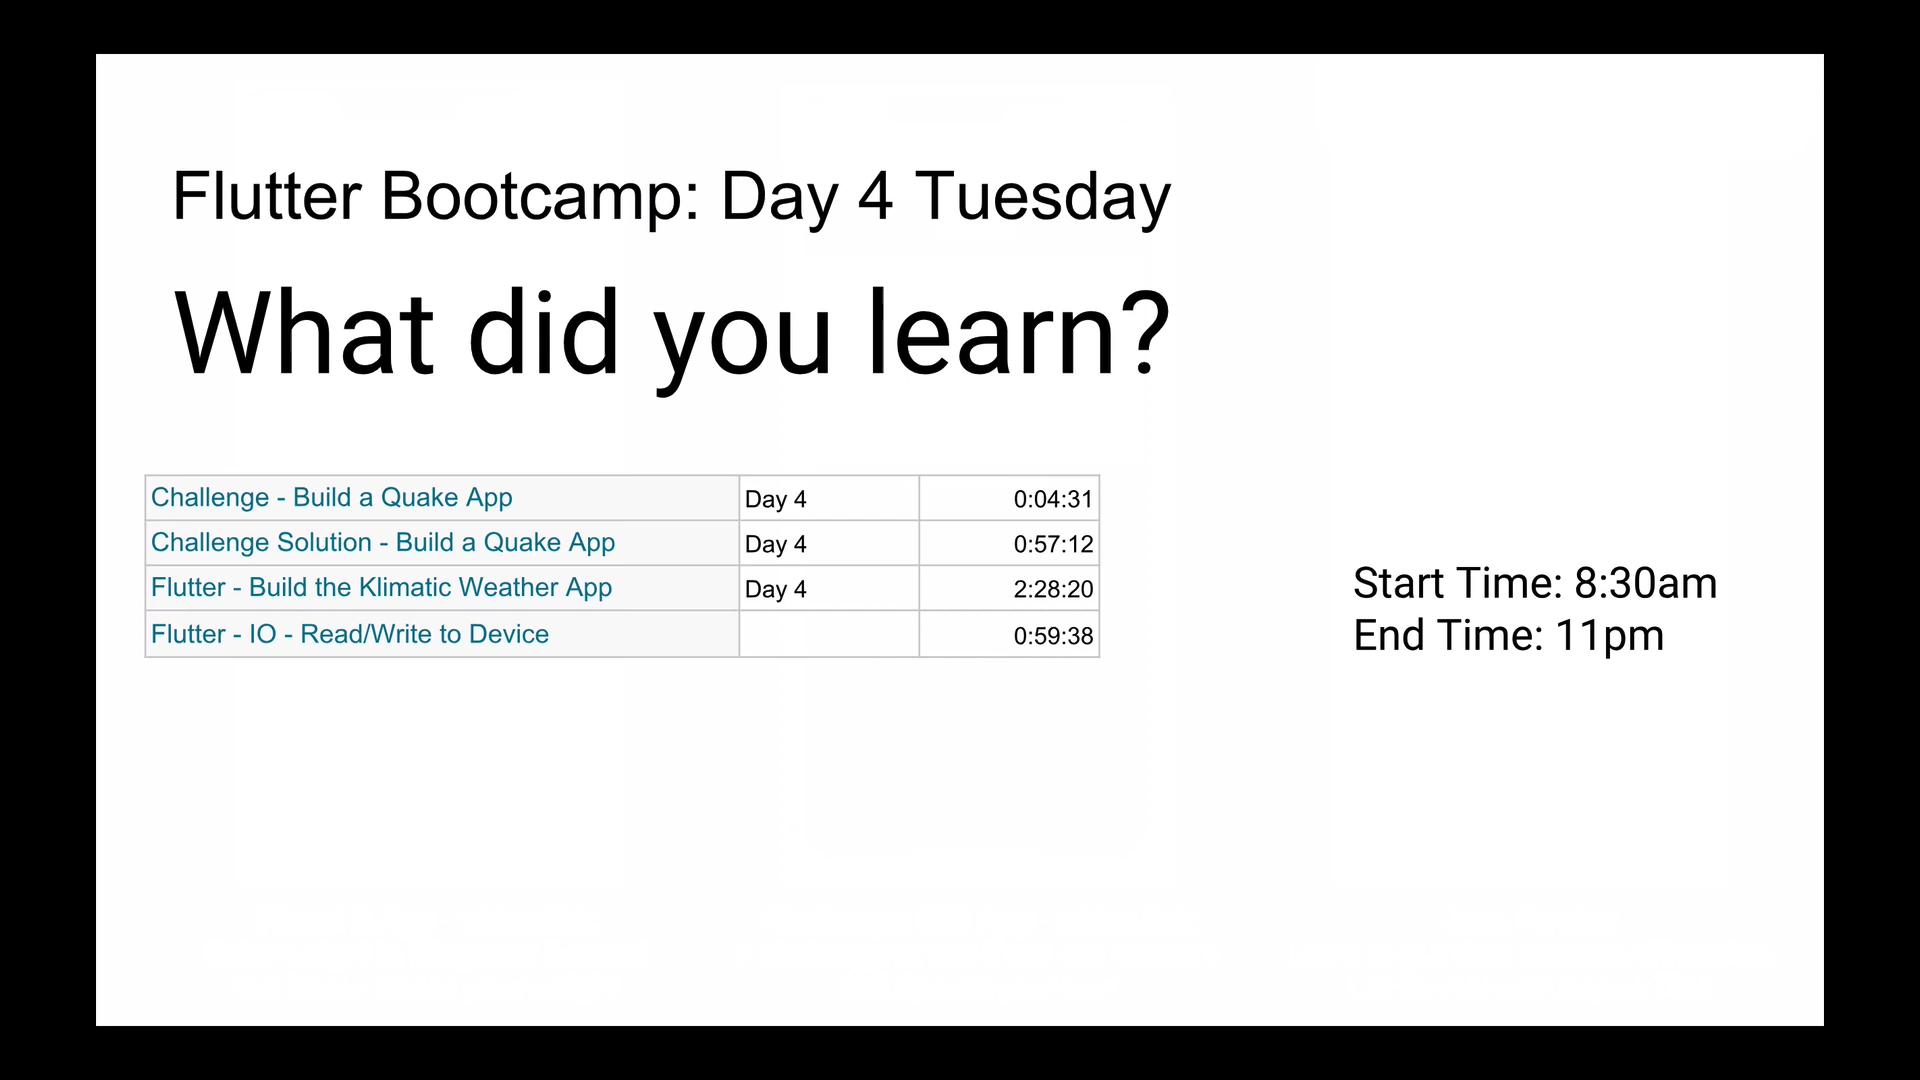 Flutter Bootcamp: Day 4 Tuesday
What did you learn?
Challenge - Build a Quake App Day 4 0:04:31
Challenge Solution - Build a Quake App Day 4 0:57:12
Flutter - Build the Klimatic Weather App Day 4 2:28:20
Flutter - IO - Read/Write to Device 0:59:38
Start Time: 8:30am
End Time: 11pm